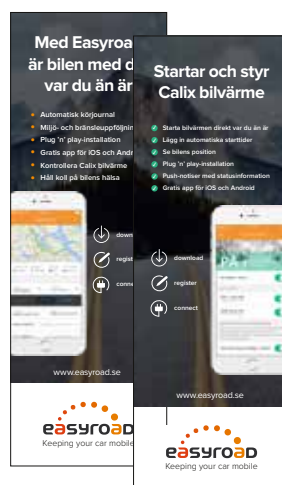 Med Easyroa
är bilen med d
var du än är
Automatisk körjournal
Miljö- och bränsleuppföljnin
Plug 'n' play-installation
Gratis app för iOS och Andr
Kontrollera Calix bilvärme
Håll koll på bilens hälsa
down
regist
conne
www.easyroad.se
easyroad
Keeping your car mobile
Startar och styr
Calix bilvärme
Starta bilvärmen direkt var du än är
Lägg in automatiska starttider
Se bilens position
Plug 'n' play-installation
Push-notiser med statusinformation
Gratis app för iOS och Android
download
register
connect
www.easyroad.se
easyroad
Keeping your car mobile